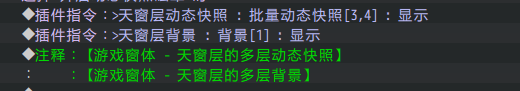 ◆插件指令：>天窗层动态快照 : 批量动态快照[3,4] : 显示
◆插件指令：>天窗层背景 : 背景[1] : 显示
◆注释：【游戏窗体 - 天窗层的多层动态快照】
：　　：【游戏窗体 - 天窗层的多层背景】